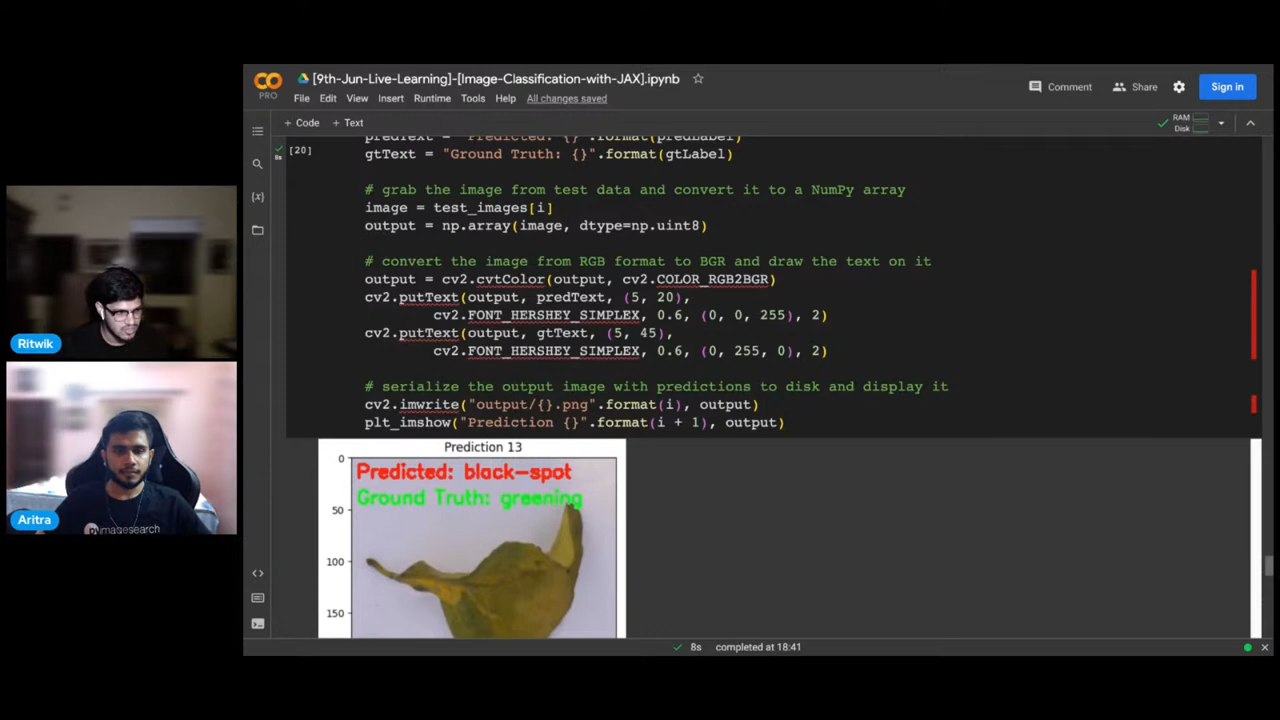 [9th-Jun-Live-Learning]-[Image-Classification-with-JAX].ipynb
PRO
File Edit View Insert Runtime Tools Help All changes saved
Comment Share Sign in
+ Code + Text
RAM
Disk
8s
[20]
predText = "Predicted: {}".format(predLabel)
gtText = "Ground Truth: {}".format(gtLabel)
# grab the image from test data and convert it to a NumPy array
image = test_images[i]
output = np.array(image, dtype=np.uint8)
# convert the image from RGB format to BGR and draw the text on it
output = cv2.cvtColor(output, cv2.COLOR_RGB2BGR)
cv2.putText(output, predText, (5, 20),
cv2.FONT_HERSHEY_SIMPLEX, 0.6, (0, 0, 255), 2)
cv2.putText(output, gtText, (5, 45),
cv2.FONT_HERSHEY_SIMPLEX, 0.6, (0, 255, 0), 2)
# serialize the output image with predictions to disk and display it
cv2.imwrite("output/{}.png".format(i), output)
plt_imshow("Prediction {}".format(i + 1), output)
Prediction 13
0
Predicted: black-spot
Ground Truth: greening
50
100
150
8s completed at 18:41
Ritwik
Aritra
pyimagesearch